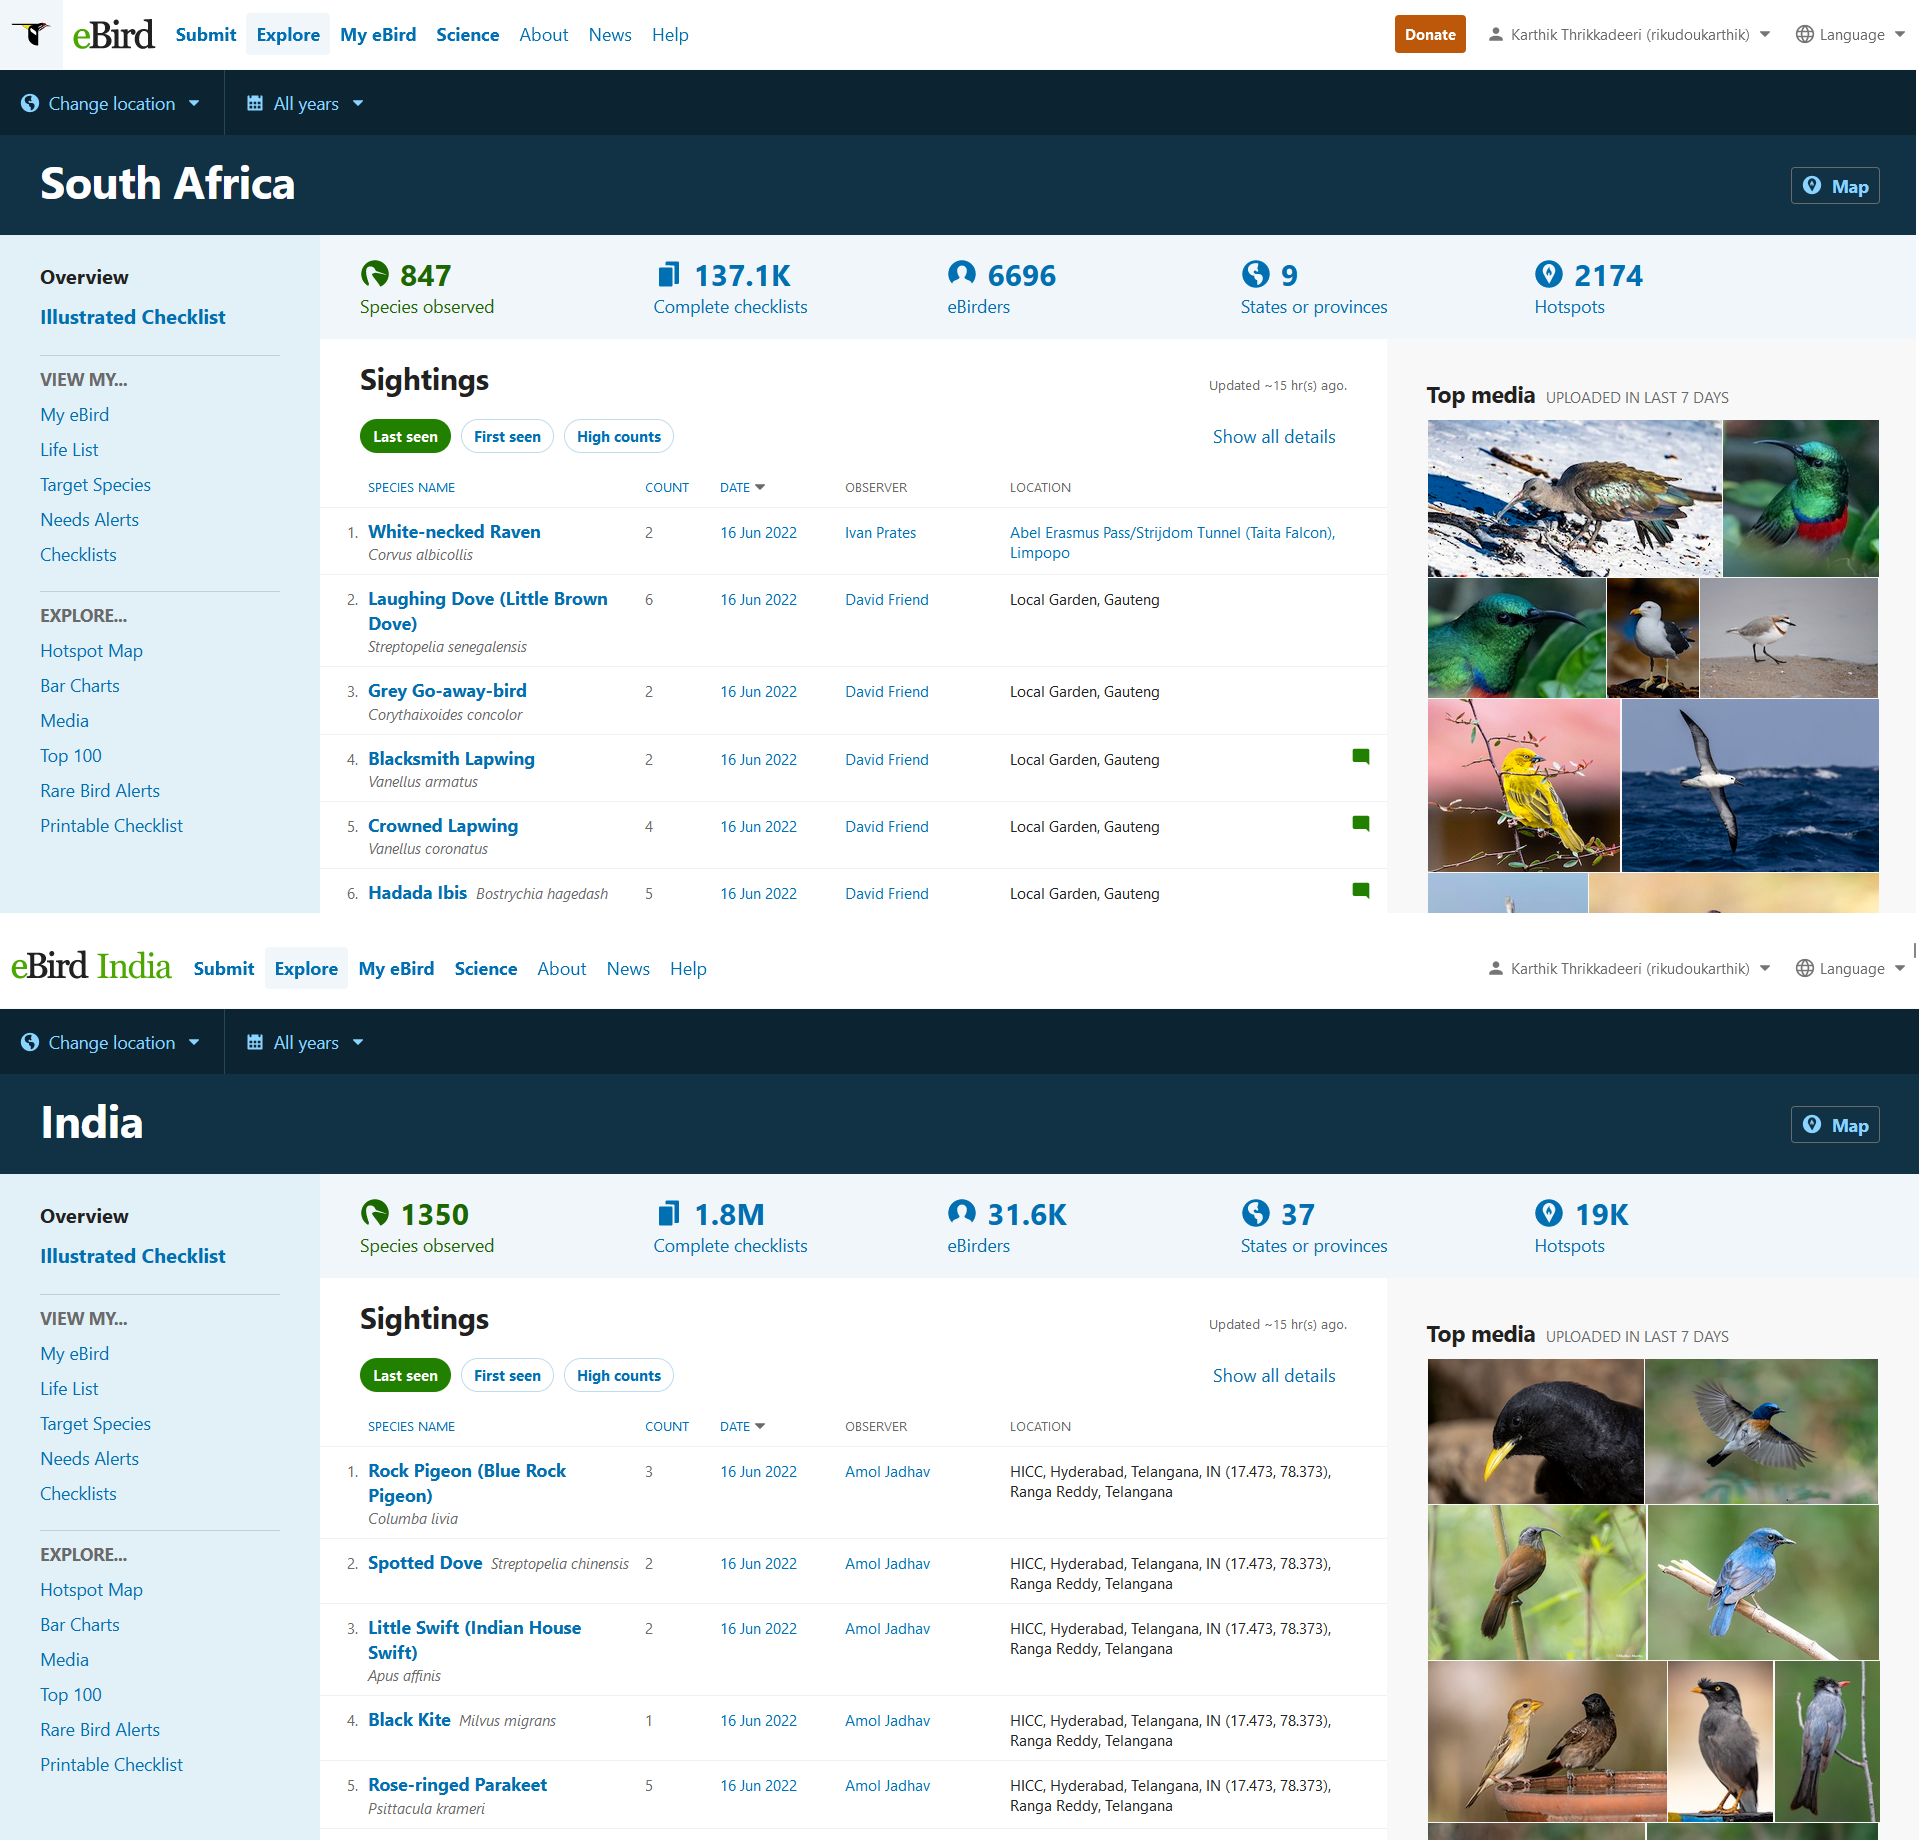 eBird Submit Explore My eBird Science About News Help Donate Karthik Thrikkadeeri (rikudoukarthik) Language
Change location All years
South Africa Map
Overview
Illustrated Checklist
VIEW MY...
My eBird
Life List
Target Species
Needs Alerts
Checklists
EXPLORE...
Hotspot Map
Bar Charts
Media
Top 100
Rare Bird Alerts
Printable Checklist
847 137.1K 6696 9 2174
Species observed Complete checklists eBirders States or provinces Hotspots
Sightings Updated ~15 hr(s) ago.
Last seen First seen High counts Show all details
SPECIES NAME COUNT DATE OBSERVER LOCATION
1. White-necked Raven 2 16 Jun 2022 Ivan Prates Abel Erasmus Pass/Strijdom Tunnel (Taita Falcon),
Corvus albicollis Limpopo
2. Laughing Dove (Little Brown 6 16 Jun 2022 David Friend Local Garden, Gauteng
Dove)
Streptopelia senegalensis
3. Grey Go-away-bird 2 16 Jun 2022 David Friend Local Garden, Gauteng
Corythaixoides concolor
4. Blacksmith Lapwing 2 16 Jun 2022 David Friend Local Garden, Gauteng
Vanellus armatus
5. Crowned Lapwing 4 16 Jun 2022 David Friend Local Garden, Gauteng
Vanellus coronatus
6. Hadada Ibis Bostrychia hagedash 5 16 Jun 2022 David Friend Local Garden, Gauteng
Top media UPLOADED IN LAST 7 DAYS
eBird India Submit Explore My eBird Science About News Help Karthik Thrikkadeeri (rikudoukarthik) Language
Change location All years
India Map
Overview
Illustrated Checklist
VIEW MY...
My eBird
Life List
Target Species
Needs Alerts
Checklists
EXPLORE...
Hotspot Map
Bar Charts
Media
Top 100
Rare Bird Alerts
Printable Checklist
1350 1.8M 31.6K 37 19K
Species observed Complete checklists eBirders States or provinces Hotspots
Sightings Updated ~15 hr(s) ago.
Last seen First seen High counts Show all details
SPECIES NAME COUNT DATE OBSERVER LOCATION
1. Rock Pigeon (Blue Rock 3 16 Jun 2022 Amol Jadhav HICC, Hyderabad, Telangana, IN (17.473, 78.373),
Pigeon) Ranga Reddy, Telangana
Columba livia
2. Spotted Dove Streptopelia chinensis 2 16 Jun 2022 Amol Jadhav HICC, Hyderabad, Telangana, IN (17.473, 78.373),
Ranga Reddy, Telangana
3. Little Swift (Indian House 2 16 Jun 2022 Amol Jadhav HICC, Hyderabad, Telangana, IN (17.473, 78.373),
Swift) Ranga Reddy, Telangana
Apus affinis
4. Black Kite Milvus migrans 1 16 Jun 2022 Amol Jadhav HICC, Hyderabad, Telangana, IN (17.473, 78.373),
Ranga Reddy, Telangana
5. Rose-ringed Parakeet 5 16 Jun 2022 Amol Jadhav HICC, Hyderabad, Telangana, IN (17.473, 78.373),
Psittacula krameri Ranga Reddy, Telangana
Top media UPLOADED IN LAST 7 DAYS